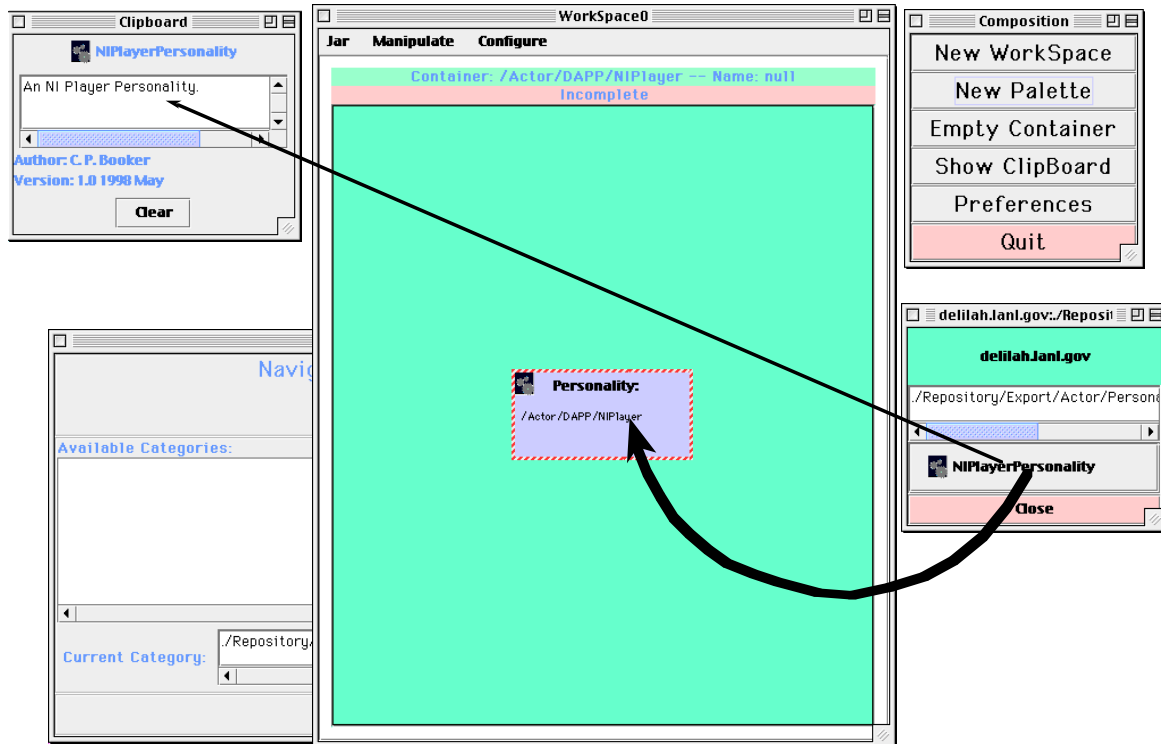 Clipboard
NIPlayerPersonality
An NI Player Personality.
Author: C. P. Booker
Version: 1.0 1998 May
Clear
WorkSpace0
Jar Manipulate Configure
Container: /Actor/DAPP/NIPlayer -- Name: null
Incomplete
Personality:
/Actor/DAPP/NIPlayer
Composition
New WorkSpace
New Palette
Empty Container
Show ClipBoard
Preferences
Quit
Navig
Available Categories:
Current Category:
./Repository/
delilah.lanl.gov:./Reposit
delilah.lanl.gov
./Repository/Export/Actor/Persona
NIPlayerPersonality
Close